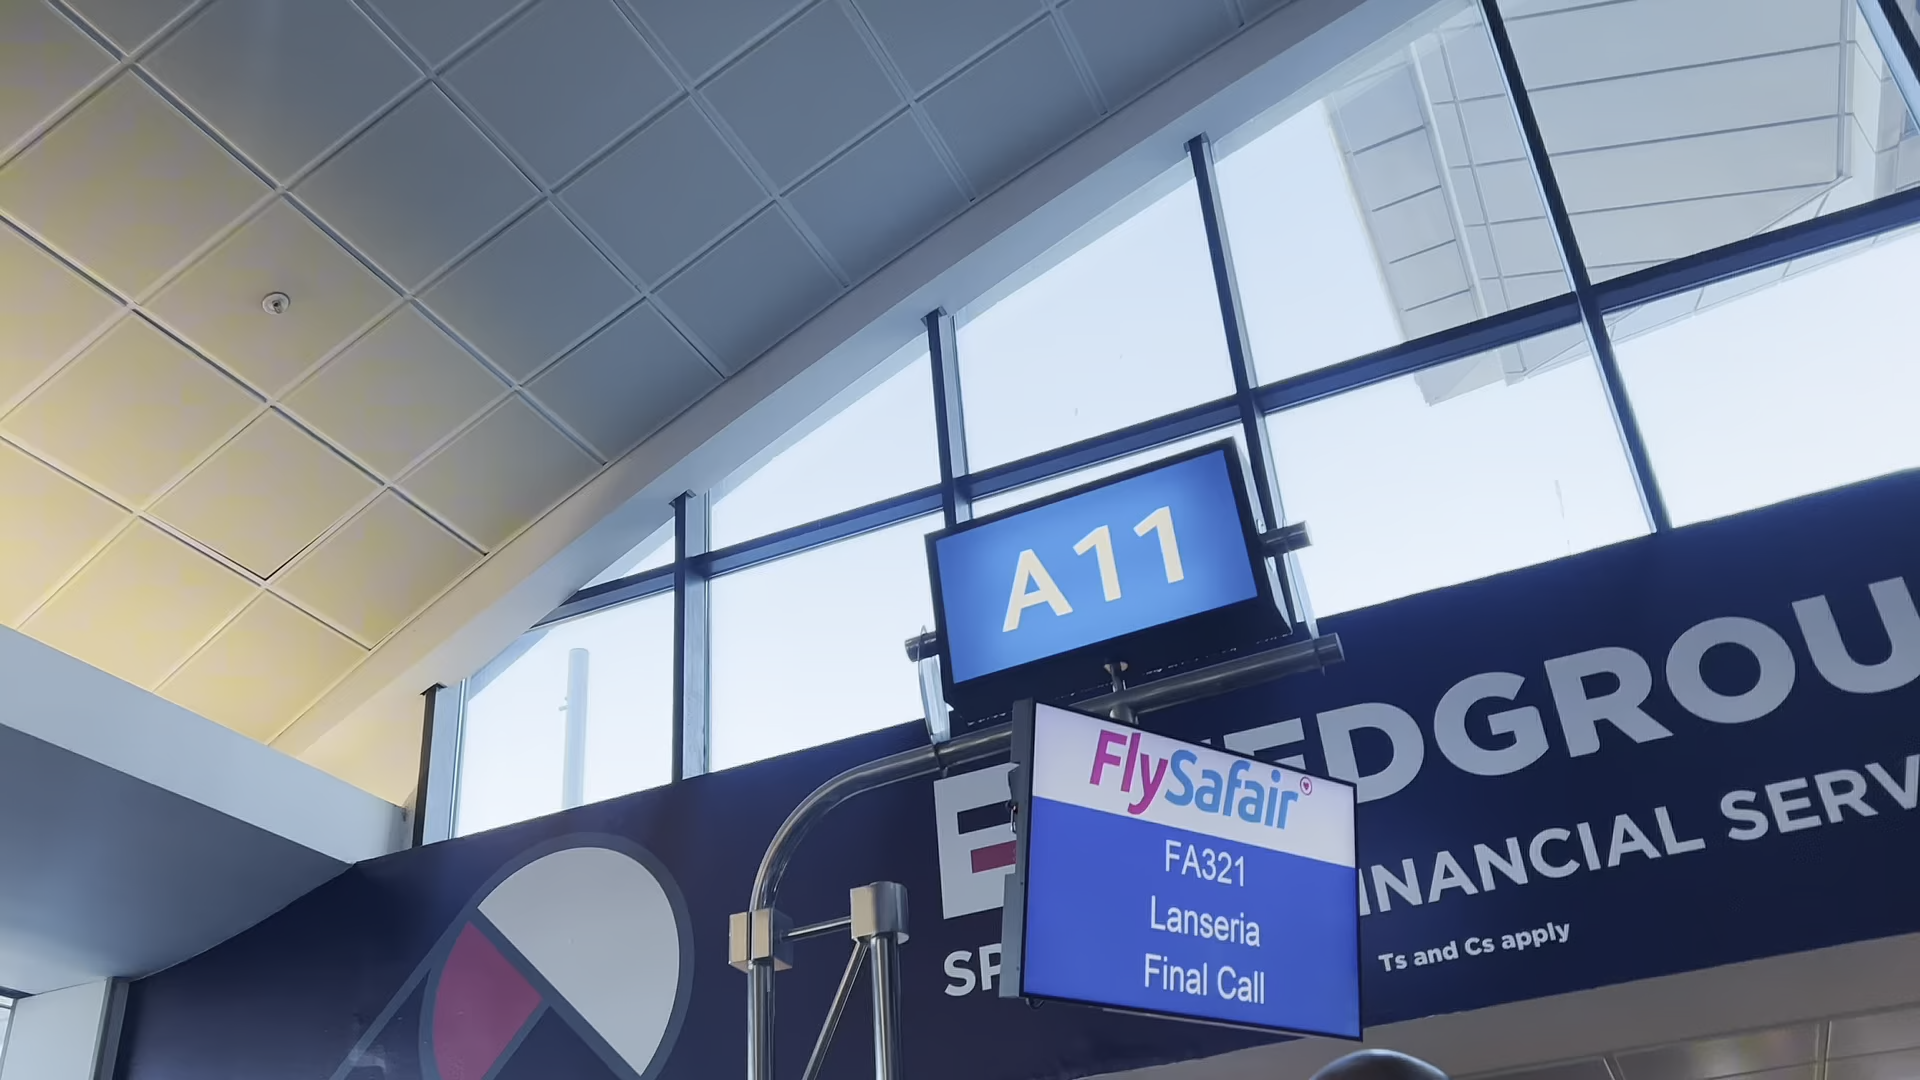 A11
FlySafair
FA321
Lanseria
Final Call
EDGROU
INANCIAL SERV
SP
Ts and Cs apply